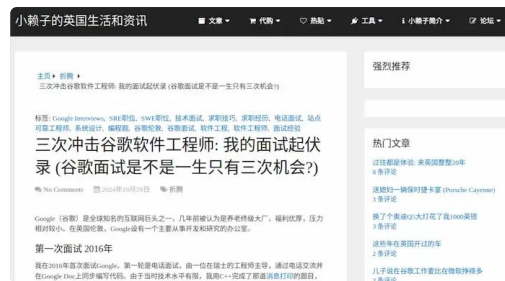 小赖子的英国生活和资讯
文章
代购
热贴
工具
小赖子简介
论坛
主页 折腾
三次冲击谷歌软件工程师: 我的面试起伏录 (谷歌面试是不是一生只有三次机会?)
标签: Google Interviews, SRE职位, SWE职位, 技术面试, 求职技巧, 求职经历, 电话面试, 站点
可靠工程师, 系统设计, 编程题, 谷歌伦敦, 谷歌面试, 软件工程, 软件工程师, 面试经验
三次冲击谷歌软件工程师: 我的面试起伏
录 (谷歌面试是不是一生只有三次机会?)
No Comments 2024年10月29日 折腾
Google（谷歌）是全球知名的互联网巨头之一，几年前被认为是养老终级大厂，福利优厚，压力
相对较小。在英国伦敦，Google设有一个主要从事开发和研究的办公室。
第一次面试 2016年
我在2016年首次面试Google。第一轮是电话面试，由一位在瑞士的工程师主导，通过电话交流并
在Google Doc上同步编写代码。由于当时技术水平有限，我用C++完成了那道消息打印的题目，
强烈推荐
热门文章
过往都是体验: 来英国整整20年
8 条评论
送媳妇一辆保时捷卡宴 (Porsche Cayenne)
3 条评论
换了个奥迪Q5大灯花了我1000英镑
3 条评论
这些年在英国开过的车
2 条评论
儿子说在谷歌工作要比在微软挣得多